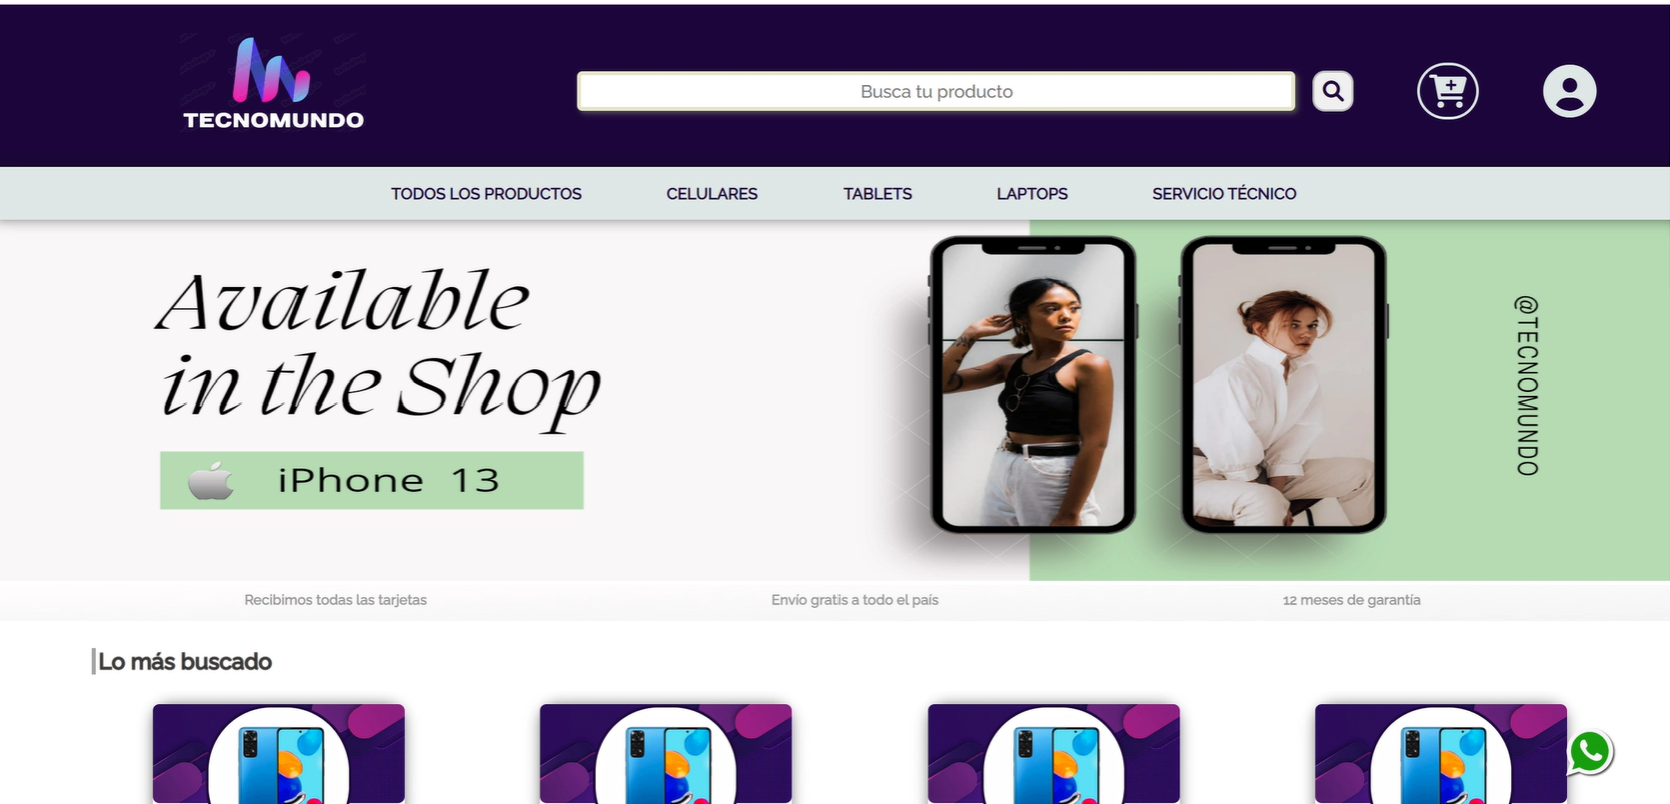 TECNOMUNDO
Busca tu producto
TODOS LOS PRODUCTOS
CELULARES
TABLETS
LAPTOPS
SERVICIO TÉCNICO
Available
in the Shop
iPhone 13
@TECNOMUNDO
Recibimos todas las tarjetas
Envío gratis a todo el país
12 meses de garantía
Lo más buscado